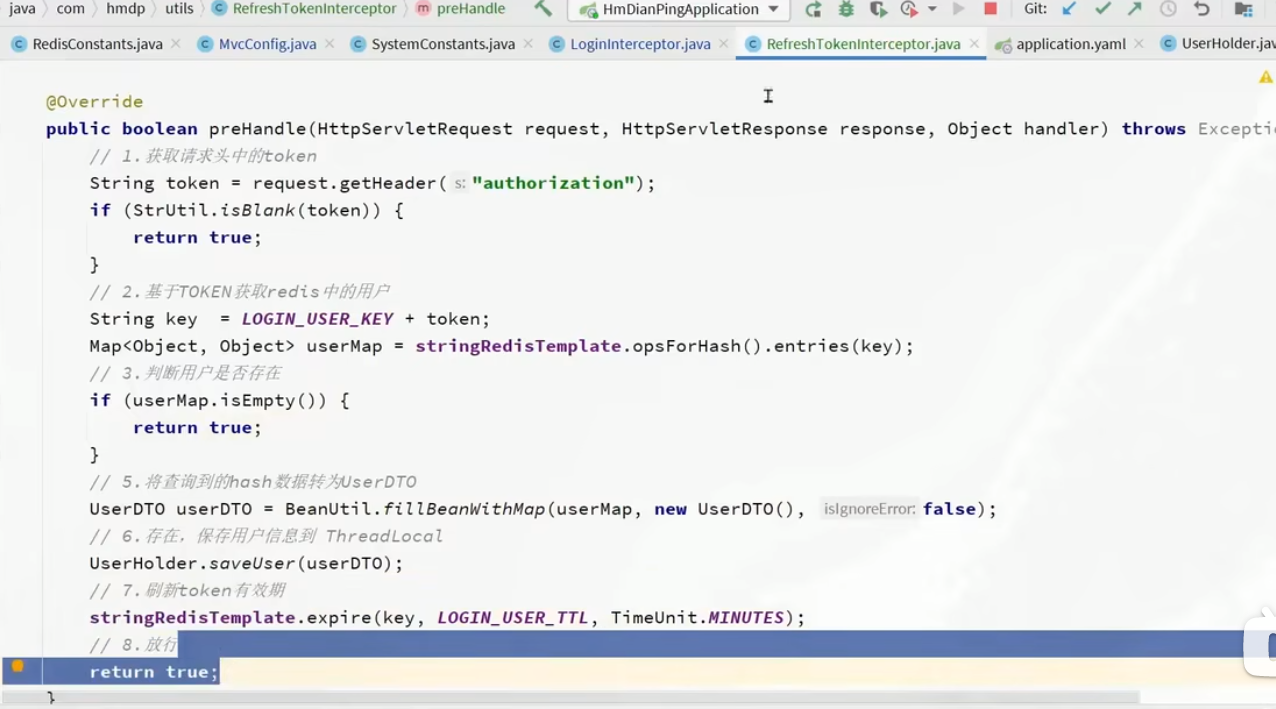 java com hmdp utils RefreshTokenInterceptor preHandle HmDianPingApplication Git:
RedisConstants.java MvcConfig.java SystemConstants.java LoginInterceptor.java RefreshTokenInterceptor.java application.yaml UserHolder.jav
@Override
public boolean preHandle(HttpServletRequest request, HttpServletResponse response, Object handler) throws Exceptio
// 1.获取请求头中的token
String token = request.getHeader( s: "authorization");
if (StrUtil.isBlank(token)) {
return true;
}
// 2.基于TOKEN获取redis中的用户
String key  = LOGIN_USER_KEY + token;
Map<Object, Object> userMap = stringRedisTemplate.opsForHash().entries(key);
// 3.判断用户是否存在
if (userMap.isEmpty()) {
return true;
}
// 5.将查询到的hash数据转为UserDTO
UserDTO userDTO = BeanUtil.fillBeanWithMap(userMap, new UserDTO(), isIgnoreError: false);
// 6.存在，保存用户信息到 ThreadLocal
UserHolder.saveUser(userDTO);
// 7.刷新token有效期
stringRedisTemplate.expire(key, LOGIN_USER_TTL, TimeUnit.MINUTES);
// 8.放行
return true;
}